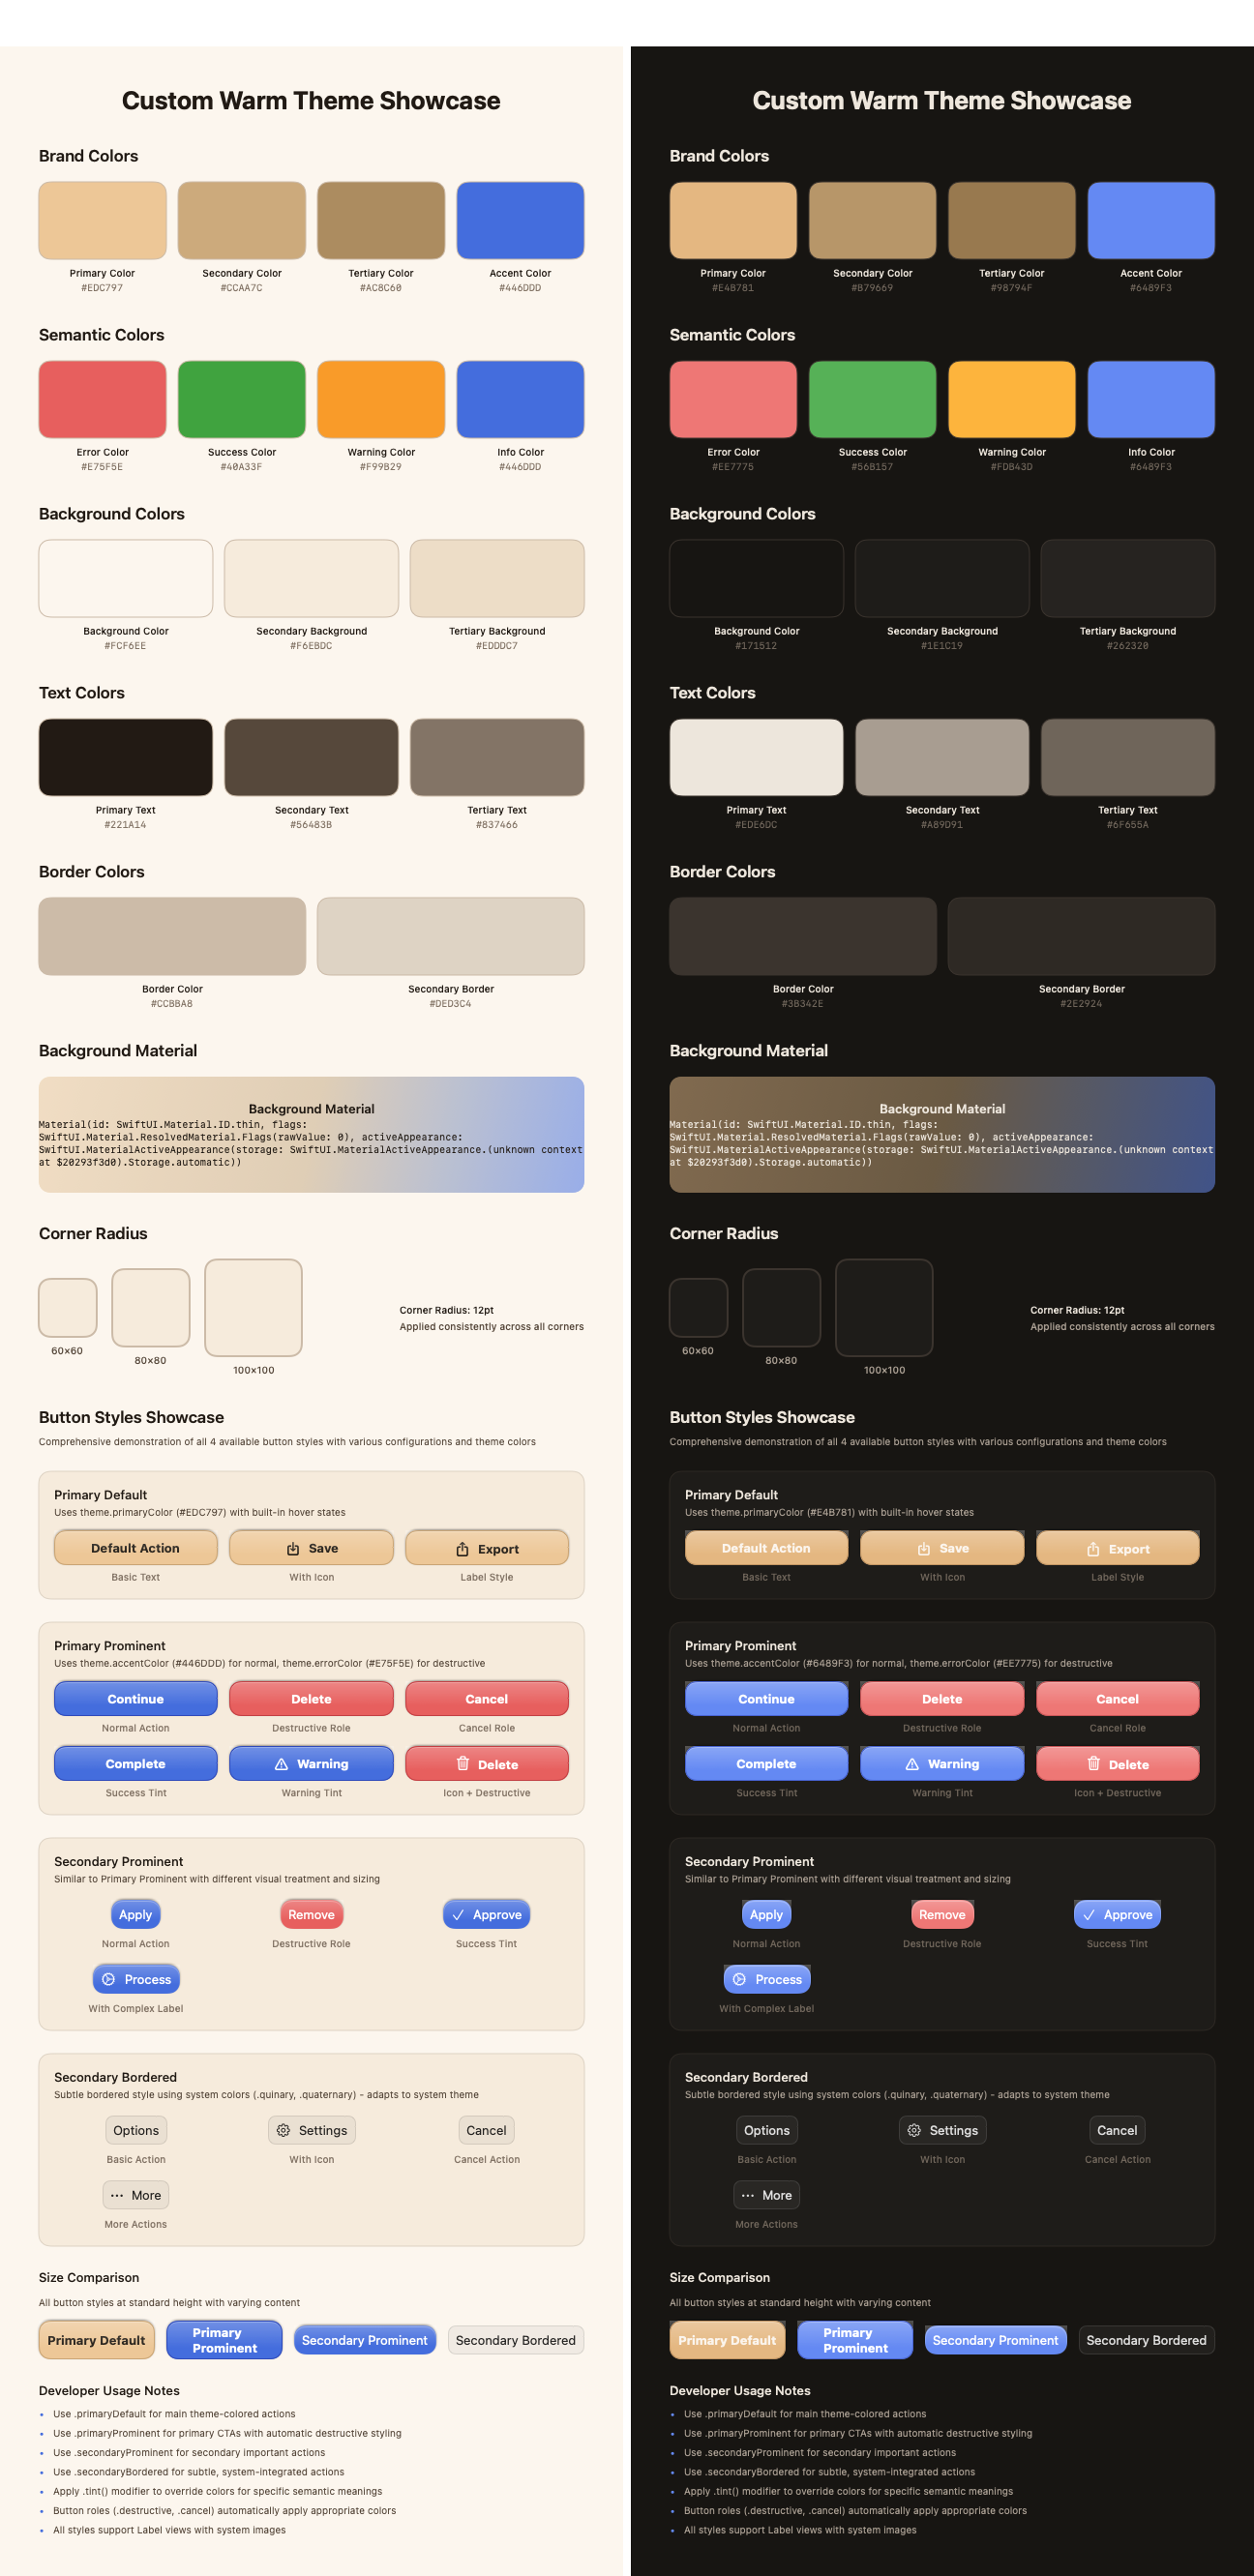 Custom Warm Theme Showcase
Brand Colors
Primary Color
#EDC797
Secondary Color
#CCAA7C
Tertiary Color
#AC8C60
Accent Color
#446DDD
Semantic Colors
Error Color
#E75F5E
Success Color
#40A33F
Warning Color
#F99B29
Info Color
#446DDD
Background Colors
Background Color
#FCF6EE
Secondary Background
#F6EBDC
Tertiary Background
#EDDDC7
Text Colors
Primary Text
#221A14
Secondary Text
#56483B
Tertiary Text
#837466
Border Colors
Border Color
#CCBBA8
Secondary Border
#DED3C4
Background Material
Background Material
Material(id: SwiftUI.Material.ID.thin, flags:
SwiftUI.Material.ResolvedMaterial.Flags(rawValue: 0), activeAppearance:
SwiftUI.MaterialActiveAppearance(storage: SwiftUI.MaterialActiveAppearance.(unknown context
at $20293f3d0).Storage.automatic))
Corner Radius
60×60
80×80
100×100
Corner Radius: 12pt
Applied consistently across all corners
Button Styles Showcase
Comprehensive demonstration of all 4 available button styles with various configurations and theme colors
Primary Default
Uses theme.primaryColor (#EDC797) with built-in hover states
Default Action
Basic Text
Save
With Icon
Export
Label Style
Primary Prominent
Uses theme.accentColor (#446DDD) for normal, theme.errorColor (#E75F5E) for destructive
Continue
Normal Action
Delete
Destructive Role
Cancel
Cancel Role
Complete
Success Tint
Warning
Warning Tint
Delete
Icon + Destructive
Secondary Prominent
Similar to Primary Prominent with different visual treatment and sizing
Apply
Normal Action
Remove
Destructive Role
Approve
Success Tint
Process
With Complex Label
Secondary Bordered
Subtle bordered style using system colors (.quinary, .quaternary) - adapts to system theme
Options
Basic Action
Settings
With Icon
Cancel
Cancel Action
More
More Actions
Size Comparison
All button styles at standard height with varying content
Primary Default
Primary
Prominent
Secondary Prominent
Secondary Bordered
Developer Usage Notes
• Use .primaryDefault for main theme-colored actions
• Use .primaryProminent for primary CTAs with automatic destructive styling
• Use .secondaryProminent for secondary important actions
• Use .secondaryBordered for subtle, system-integrated actions
• Apply .tint() modifier to override colors for specific semantic meanings
• Button roles (.destructive, .cancel) automatically apply appropriate colors
• All styles support Label views with system images
Custom Warm Theme Showcase
Brand Colors
Primary Color
#E4B781
Secondary Color
#B79669
Tertiary Color
#98794F
Accent Color
#6489F3
Semantic Colors
Error Color
#EE7775
Success Color
#56B157
Warning Color
#FDB43D
Info Color
#6489F3
Background Colors
Background Color
#171512
Secondary Background
#1E1C19
Tertiary Background
#262320
Text Colors
Primary Text
#EDE6DC
Secondary Text
#A89D91
Tertiary Text
#6F655A
Border Colors
Border Color
#3B342E
Secondary Border
#2E2924
Background Material
Background Material
Material(id: SwiftUI.Material.ID.thin, flags:
SwiftUI.Material.ResolvedMaterial.Flags(rawValue: 0), activeAppearance:
SwiftUI.MaterialActiveAppearance(storage: SwiftUI.MaterialActiveAppearance.(unknown context
at $20293f3d0).Storage.automatic))
Corner Radius
60×60
80×80
100×100
Corner Radius: 12pt
Applied consistently across all corners
Button Styles Showcase
Comprehensive demonstration of all 4 available button styles with various configurations and theme colors
Primary Default
Uses theme.primaryColor (#E4B781) with built-in hover states
Default Action
Basic Text
Save
With Icon
Export
Label Style
Primary Prominent
Uses theme.accentColor (#6489F3) for normal, theme.errorColor (#EE7775) for destructive
Continue
Normal Action
Delete
Destructive Role
Cancel
Cancel Role
Complete
Success Tint
Warning
Warning Tint
Delete
Icon + Destructive
Secondary Prominent
Similar to Primary Prominent with different visual treatment and sizing
Apply
Normal Action
Remove
Destructive Role
Approve
Success Tint
Process
With Complex Label
Secondary Bordered
Subtle bordered style using system colors (.quinary, .quaternary) - adapts to system theme
Options
Basic Action
Settings
With Icon
Cancel
Cancel Action
More
More Actions
Size Comparison
All button styles at standard height with varying content
Primary Default
Primary
Prominent
Secondary Prominent
Secondary Bordered
Developer Usage Notes
• Use .primaryDefault for main theme-colored actions
• Use .primaryProminent for primary CTAs with automatic destructive styling
• Use .secondaryProminent for secondary important actions
• Use .secondaryBordered for subtle, system-integrated actions
• Apply .tint() modifier to override colors for specific semantic meanings
• Button roles (.destructive, .cancel) automatically apply appropriate colors
• All styles support Label views with system images